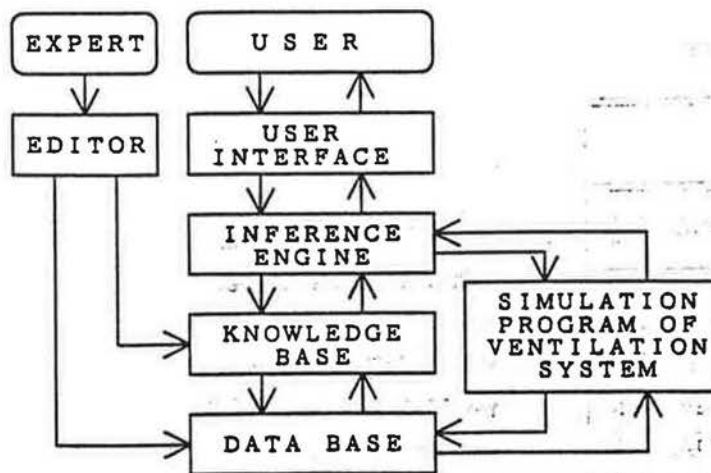 EXPERT
USER
EDITOR
USER
INTERFACE
INFERENCE
ENGINE
SIMULATION
PROGRAM OF
VENTILATION
SYSTEM
KNOWLEDGE
BASE
DATA BASE